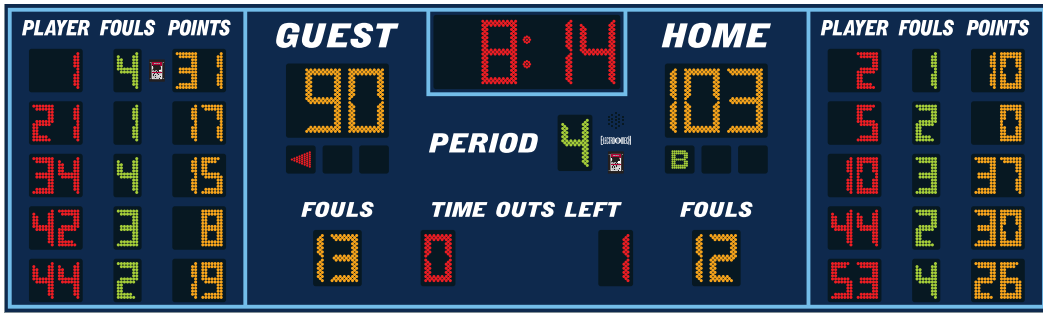 PLAYER FOULS POINTS
1 4 31
21 1 17
34 4 15
42 3 8
44 2 19
GUEST 8:14 HOME
90 103
PERIOD 4
B
FOULS TIME OUTS LEFT FOULS
13 0 1 12
PLAYER FOULS POINTS
2 1 10
5 2 0
10 3 37
44 2 30
53 4 26